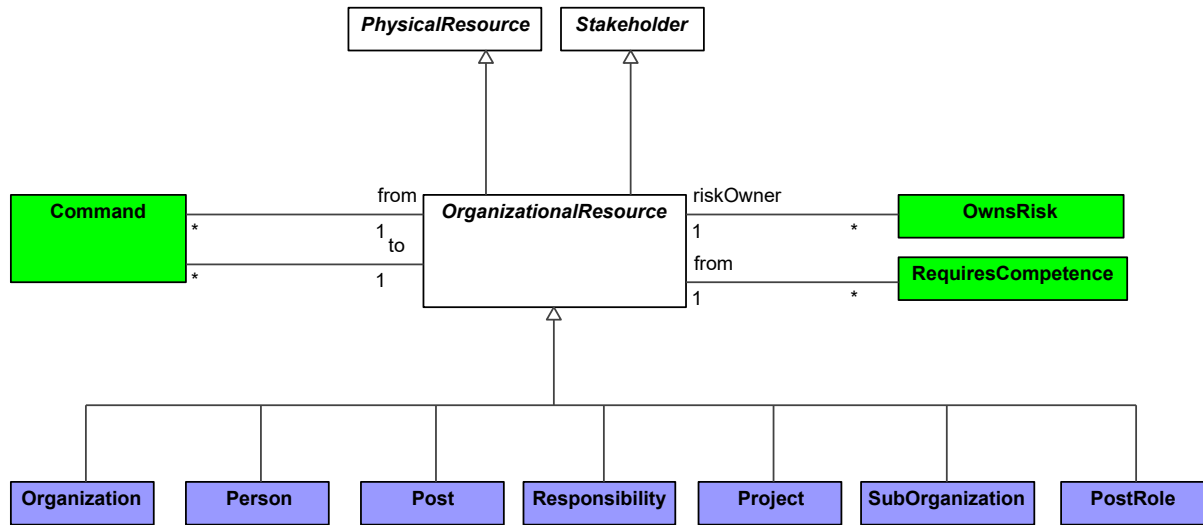 PhysicalResource
Stakeholder
Command
from
*
1
to
*
1
OrganizationalResource
riskOwner
1
*
OwnsRisk
from
1
*
RequiresCompetence
Organization
Person
Post
Responsibility
Project
SubOrganization
PostRole